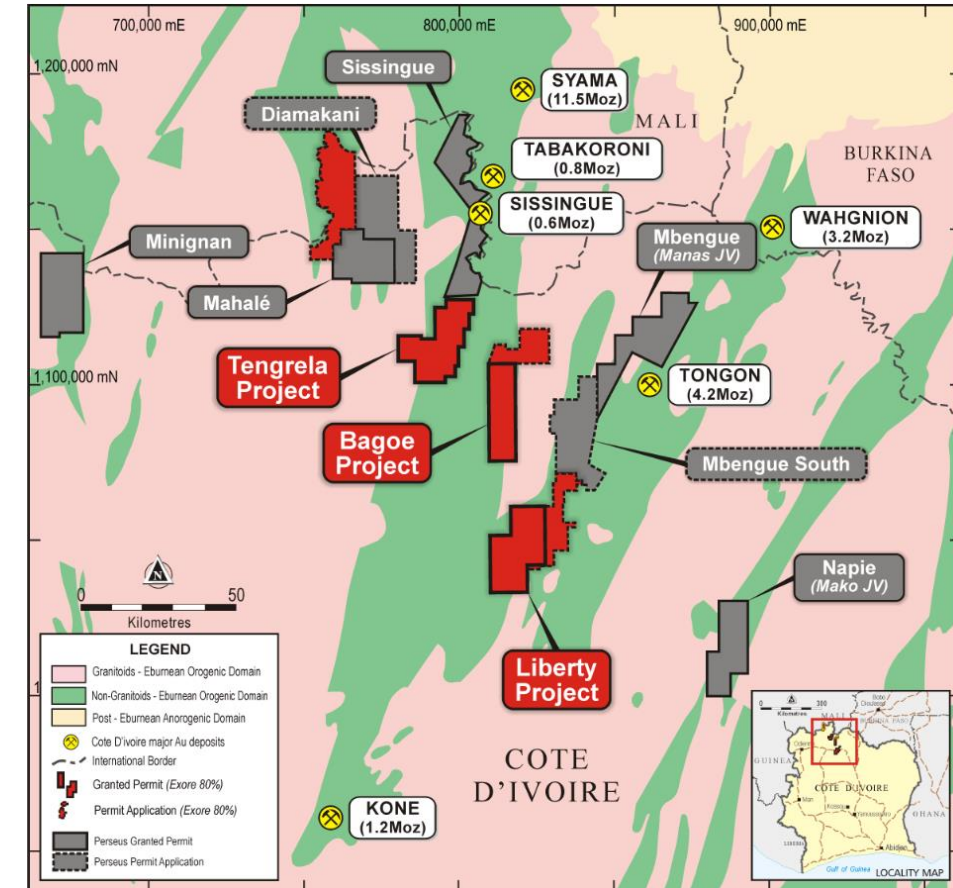 700,000 mE
800,000 mE
900,000 mE
1,200,000 mN
Sissingue
SYAMA
(11.5Moz)
Diamakani
MALI
TABAKORONI
(0.8Moz)
BURKINA
FASO
SISSINGUE
(0.6Moz)
WAHGNION
(3.2Moz)
Minignan
Mbengue
(Manas JV)
Mahalé
Tengrela
Project
1,100,000 mN
TONGON
(4.2Moz)
Bagoe
Project
Mbengue South
N
0
50
Kilometres
Napie
(Mako JV)
LEGEND
Granitoids - Eburnean Orogenic Domain
Non-Granitoids - Eburnean Orogenic Domain
Post - Eburnean Anorogenic Domain
Cote D'ivoire major Au deposits
International Border
Granted Permit (Exore 80%)
Permit Application (Exore 80%)
Perseus Granted Permit
Perseus Permit Application
Liberty
Project
COTE
D'IVOIRE
KONE
(1.2Moz)
0
300
Kilometres
MALI
BURKINA FASO
GUINEA
COTE D'IVOIRE
GHANA
Abidjan
Gulf of Guinea
LOCALITY MAP